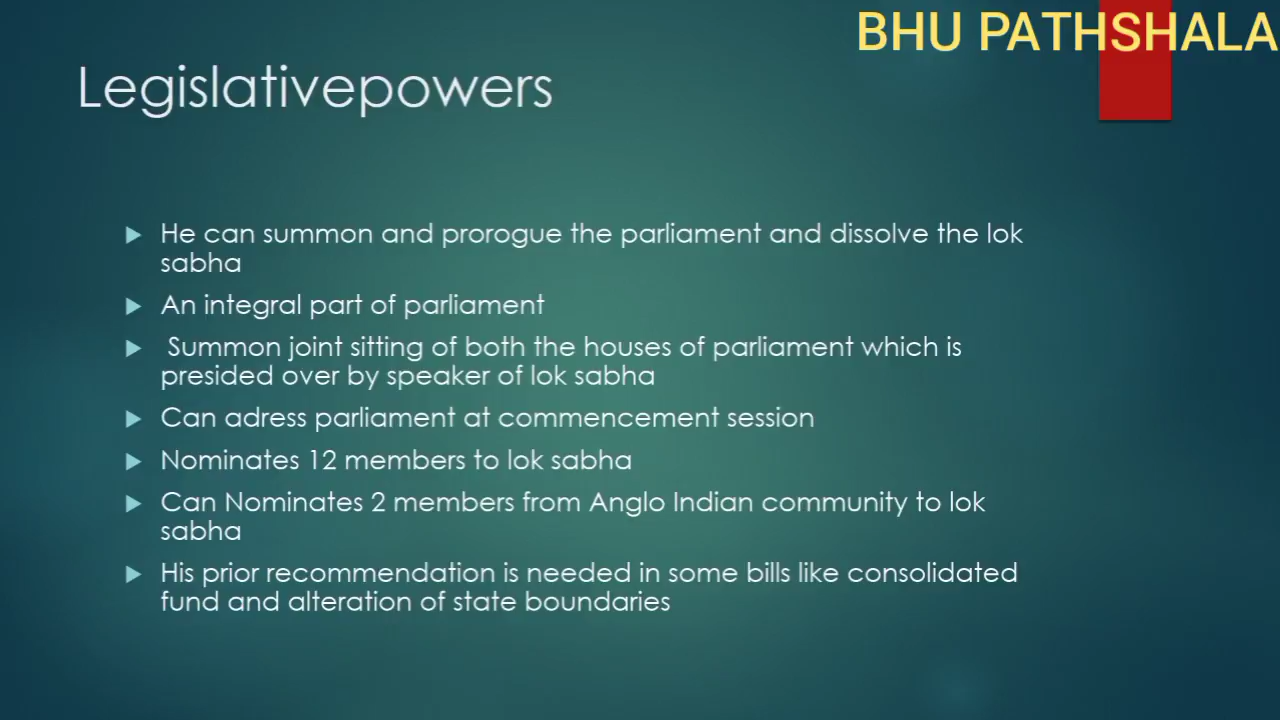 BHU PATHSHALA
Legislativepowers
He can summon and prorogue the parliament and dissolve the lok
sabha
An integral part of parliament
Summon joint sitting of both the houses of parliament which is
presided over by speaker of lok sabha
Can adress parliament at commencement session
Nominates 12 members to lok sabha
Can Nominates 2 members from Anglo Indian community to lok
sabha
His prior recommendation is needed in some bills like consolidated
fund and alteration of state boundaries